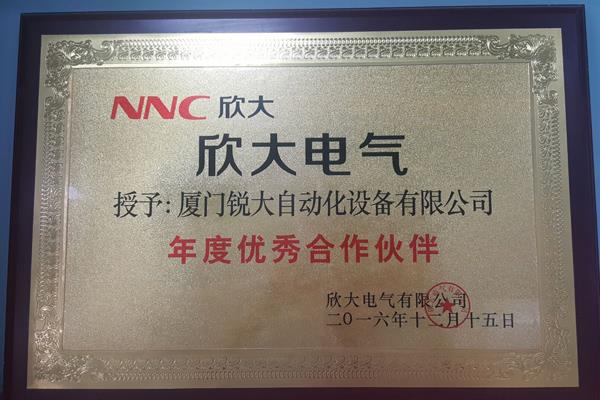 NNC 欣大
欣大电气
授予:厦门锐大自动化设备有限公司
年度优秀合作伙伴
欣大电气有限公司
二〇一六年十二月十五日